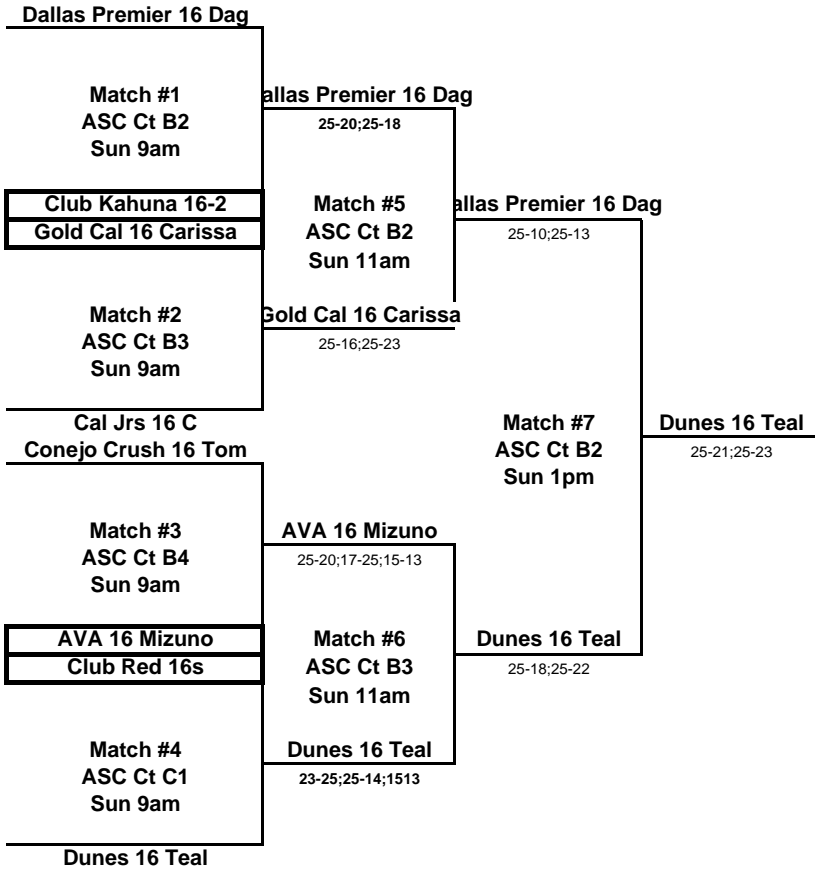 Dallas Premier 16 Dag
Match #1
ASC Ct B2
Sun 9am
Club Kahuna 16-2
Gold Cal 16 Carissa
Match #2
ASC Ct B3
Sun 9am
Cal Jrs 16 C
Conejo Crush 16 Tom
Match #3
ASC Ct B4
Sun 9am
AVA 16 Mizuno
Club Red 16s
Match #4
ASC Ct C1
Sun 9am
Dunes 16 Teal
allas Premier 16 Dag
25-20;25-18
Match #5
ASC Ct B2
Sun 11am
Gold Cal 16 Carissa
25-16;25-23
AVA 16 Mizuno
25-20;17-25;15-13
Match #6
ASC Ct B3
Sun 11am
Dunes 16 Teal
23-25;25-14;1513
allas Premier 16 Dag
25-10;25-13
Match #7
ASC Ct B2
Sun 1pm
Dunes 16 Teal
25-18;25-22
Dunes 16 Teal
25-21;25-23